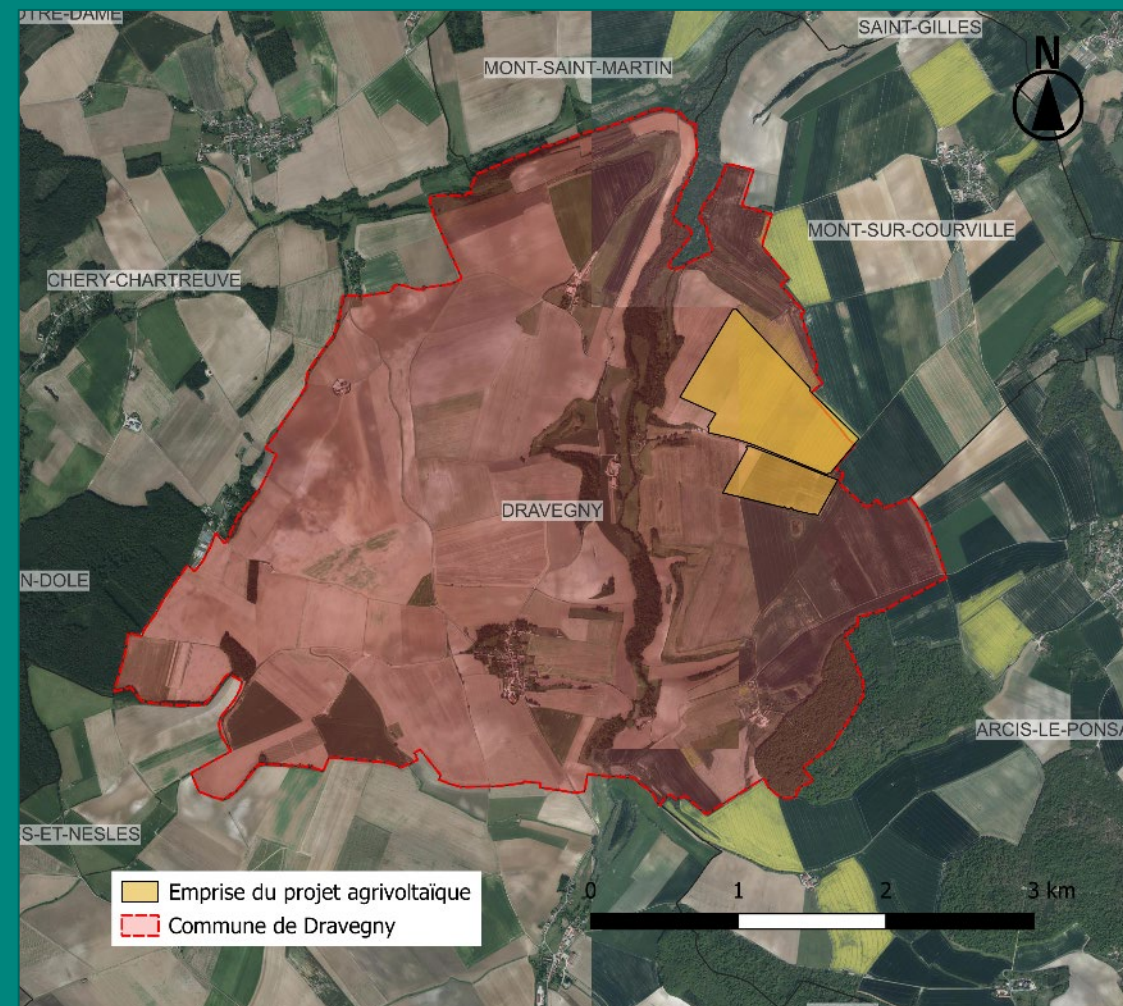 OTRE-DAME
SAINT-GILLES
MONT-SAINT-MARTIN
N
MONT-SUR-COURVILLE
CHERY-CHARTREUVE
DRAVEGNY
N-DOLE
ARCIS-LE-PONSA
S-ET-NESLES
Emprise du projet agrivoltaïque
Commune de Dravegny
0 1 2 3 km